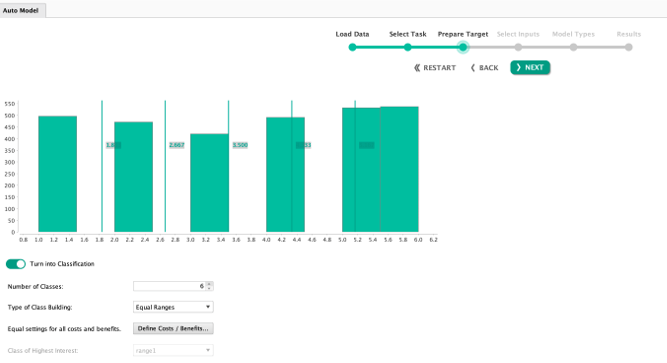 Auto Model
Load Data Select Task Prepare Target Select Inputs Model Types Results
RESTART BACK NEXT
550
500
450
400
350
300
250
200
150
100
50
0
2.667 3.500
0.8 1.0 1.2 1.4 1.6 1.8 2.0 2.2 2.4 2.6 2.8 3.0 3.2 3.4 3.6 3.8 4.0 4.2 4.4 4.6 4.8 5.0 5.2 5.4 5.6 5.8 6.0 6.2
Turn into Classification
Number of Classes: 6
Type of Class Building: Equal Ranges
Equal settings for all costs and benefits. Define Costs / Benefits...
Class of Highest Interest: range1